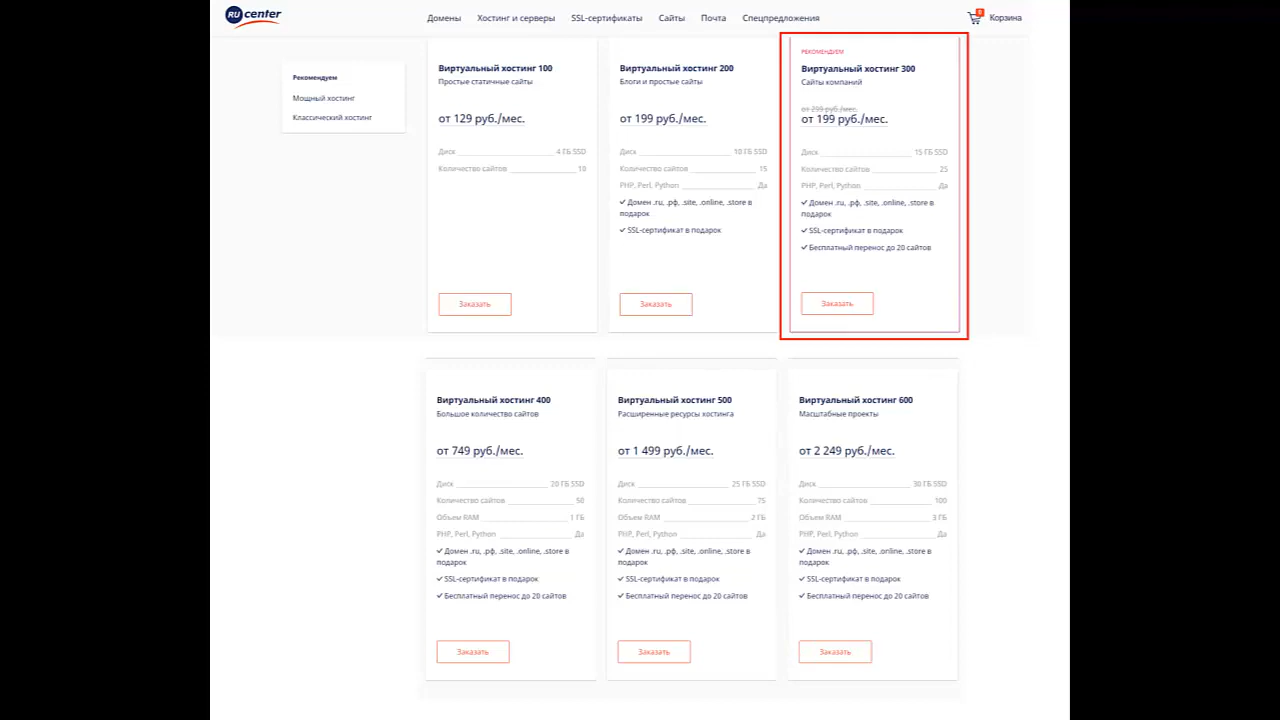 RU center
Домены Хостинг и серверы SSL-сертификаты Сайты Почта Спецпредложения
0 Корзина
Рекомендуем
Мощный хостинг
Классический хостинг
Виртуальный хостинг 100
Простые статичные сайты
от 129 руб./мес.
Диск 4 ГБ SSD
Количество сайтов 10
Заказать
Виртуальный хостинг 200
Блоги и простые сайты
от 199 руб./мес.
Диск 10 ГБ SSD
Количество сайтов 15
PHP, Perl, Python Да
Домен .ru, .рф, .site, .online, .store в
подарок
SSL-сертификат в подарок
Заказать
РЕКОМЕНДУЕМ
Виртуальный хостинг 300
Сайты компаний
от 299 руб./мес.
от 199 руб./мес.
Диск 15 ГБ SSD
Количество сайтов 25
PHP, Perl, Python Да
Домен .ru, .рф, .site, .online, .store в
подарок
SSL-сертификат в подарок
Бесплатный перенос до 20 сайтов
Заказать
Виртуальный хостинг 400
Большое количество сайтов
от 749 руб./мес.
Диск 20 ГБ SSD
Количество сайтов 50
Объем RAM 1 ГБ
PHP, Perl, Python Да
Домен .ru, .рф, .site, .online, .store в
подарок
SSL-сертификат в подарок
Бесплатный перенос до 20 сайтов
Заказать
Виртуальный хостинг 500
Расширенные ресурсы хостинга
от 1 499 руб./мес.
Диск 25 ГБ SSD
Количество сайтов 75
Объем RAM 2 ГБ
PHP, Perl, Python Да
Домен .ru, .рф, .site, .online, .store в
подарок
SSL-сертификат в подарок
Бесплатный перенос до 20 сайтов
Заказать
Виртуальный хостинг 600
Масштабные проекты
от 2 249 руб./мес.
Диск 30 ГБ SSD
Количество сайтов 100
Объем RAM 3 ГБ
PHP, Perl, Python Да
Домен .ru, .рф, .site, .online, .store в
подарок
SSL-сертификат в подарок
Бесплатный перенос до 20 сайтов
Заказать